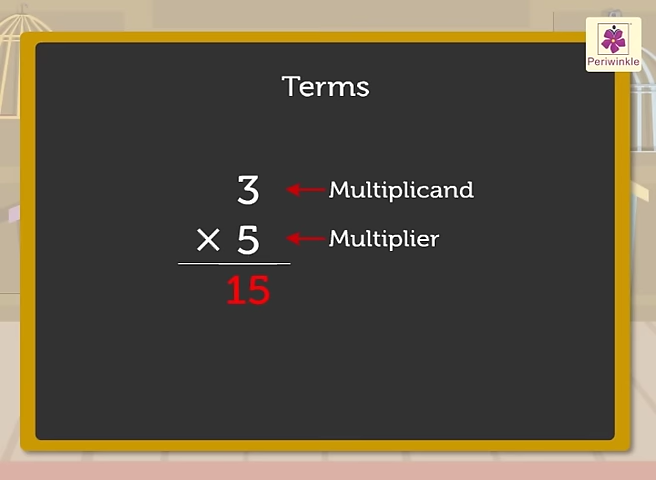 Periwinkle
Terms
3 Multiplicand
× 5 Multiplier
15